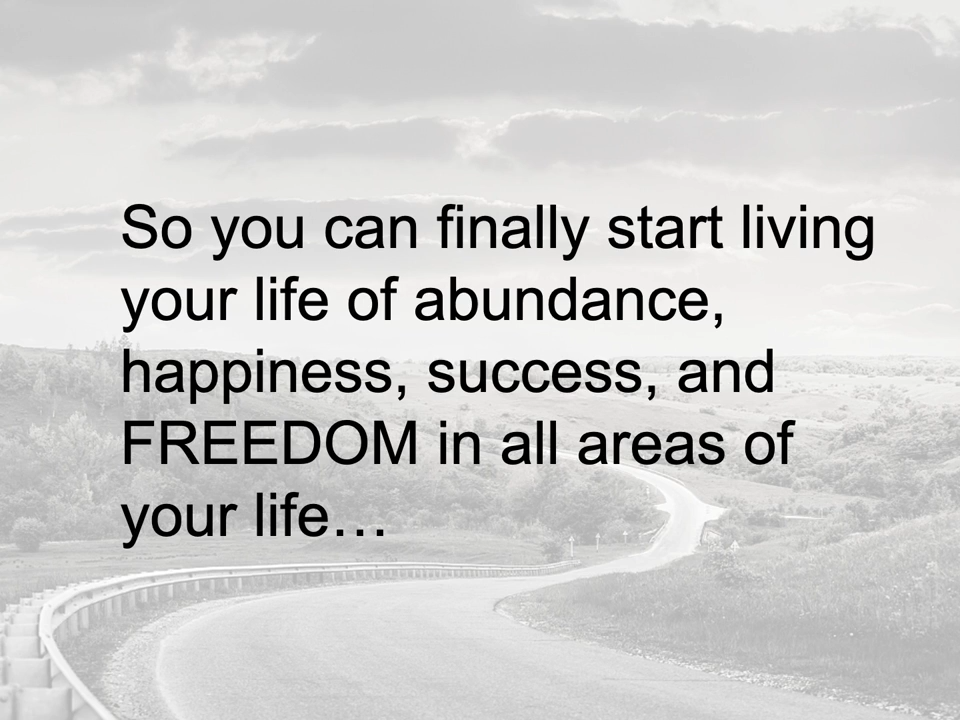 So you can finally start living
your life of abundance,
happiness, success, and
FREEDOM in all areas of
your life…